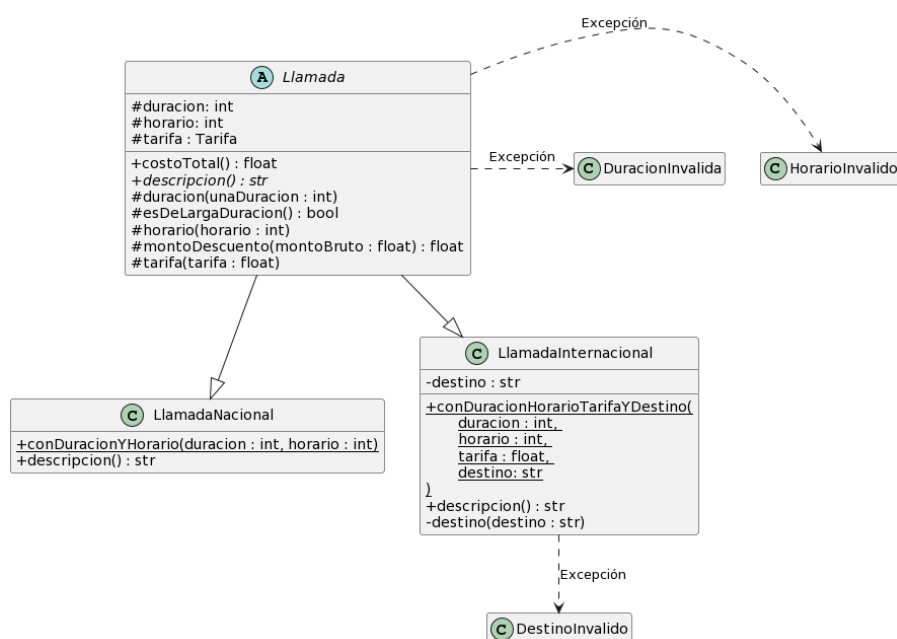 Excepción
A Llamada
#duracion: int
#horario: int
#tarifa : Tarifa
+costoTotal() : float
+descripcion() : str
#duracion(unaDuracion : int)
#esDeLargaDuracion() : bool
#horario(horario : int)
#montoDescuento(montoBruto : float) : float
#tarifa(tarifa : float)
Excepción
C DuracionInvalida
C HorarioInvalido
C LlamadaInternacional
-destino : str
+conDuracionHorarioTarifaYDestino(
duracion : int,
horario : int,
tarifa : float,
destino: str
)
+descripcion() : str
-destino(destino : str)
C LlamadaNacional
+conDuracionYHorario(duracion : int, horario : int)
+descripcion() : str
Excepción
C DestinoInvalido